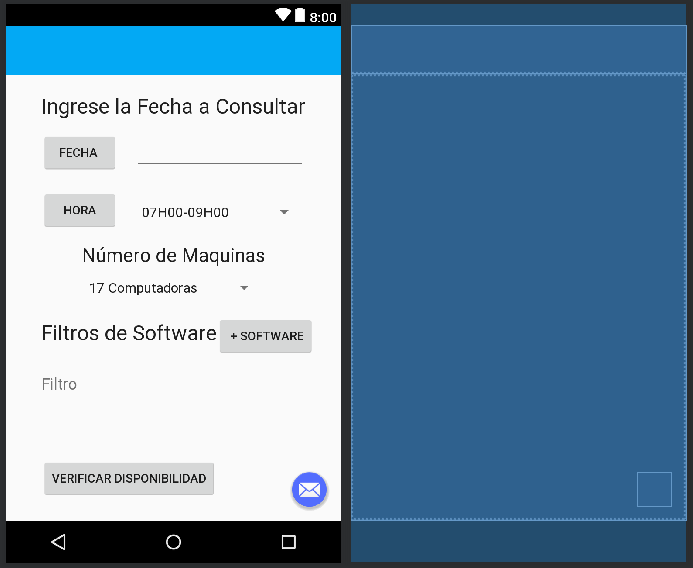 8:00
Ingrese la Fecha a Consultar
FECHA
HORA 07H00-09H00
Número de Maquinas
17 Computadoras
Filtros de Software + SOFTWARE
Filtro
VERIFICAR DISPONIBILIDAD